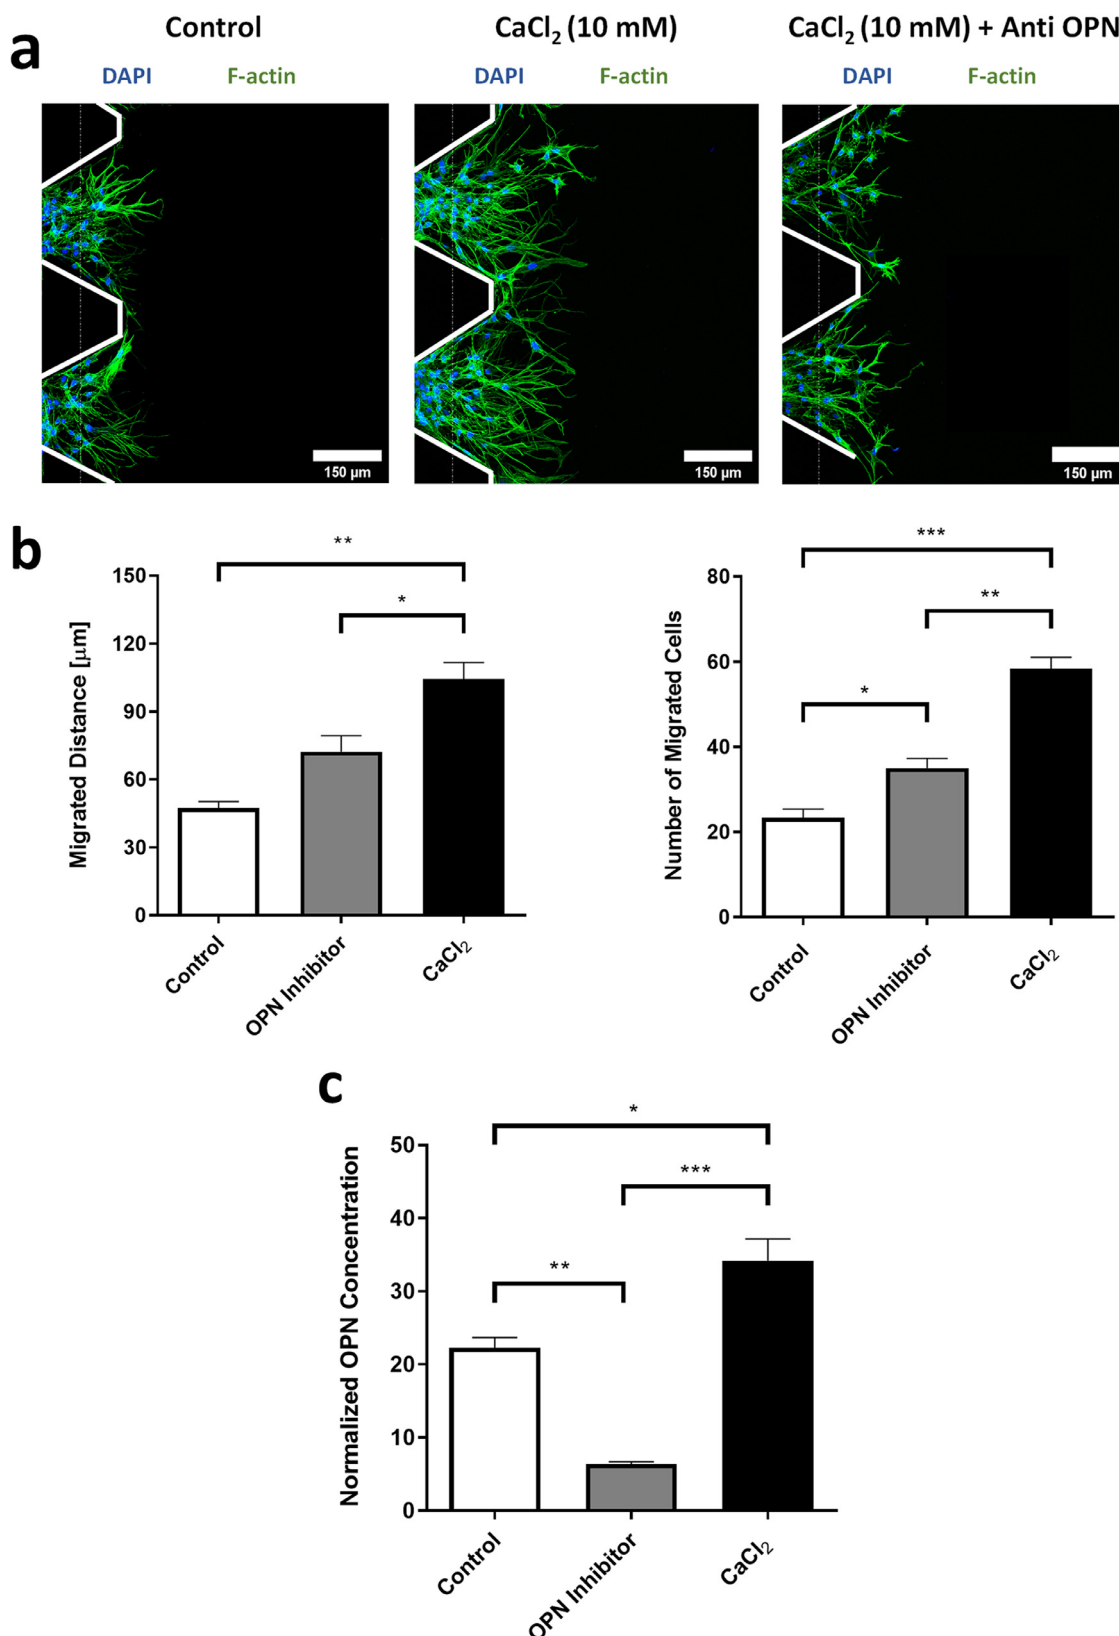 a
Control
CaCl₂ (10 mM)
CaCl₂ (10 mM) + Anti OPN
DAPI F-actin
DAPI F-actin
DAPI F-actin
150 µm
150 µm
150 µm
b
Migrated Distance [µm]
150
120
90
60
30
0
**
*
Control
OPN Inhibitor
CaCl₂
Number of Migrated Cells
80
60
40
20
0
***
**
*
Control
OPN Inhibitor
CaCl₂
c
Normalized OPN Concentration
50
40
30
20
10
0
*
***
**
Control
OPN Inhibitor
CaCl₂